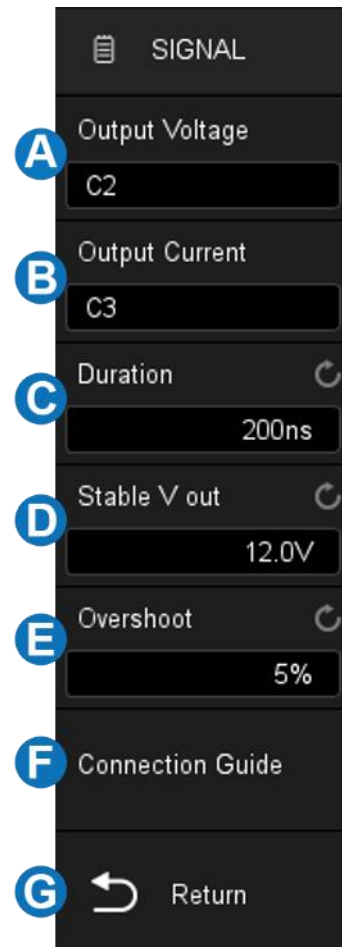 SIGNAL
A
Output Voltage
C2
B
Output Current
C3
C
Duration
200ns
D
Stable V out
12.0V
E
Overshoot
5%
F
Connection Guide
G
Return